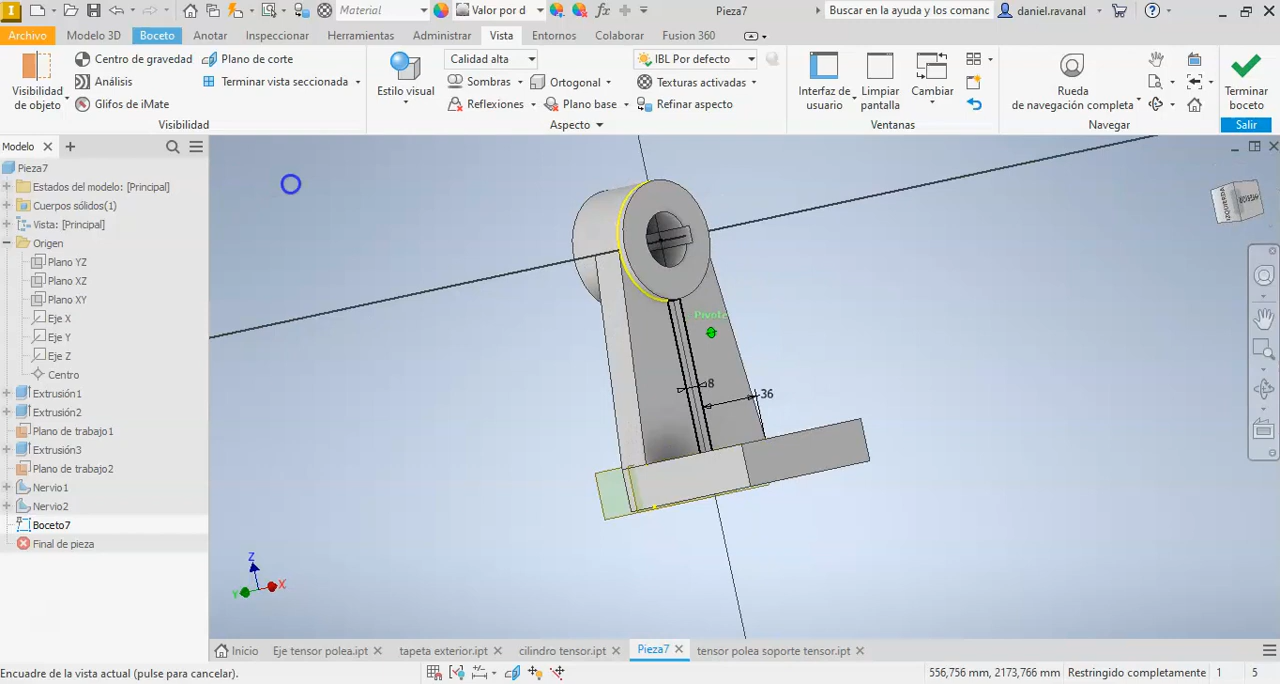 Material
Valor por d
fx
Pieza7
Buscar en la ayuda y los comanc
daniel.ravanal
Archivo
Modelo 3D
Boceto
Anotar
Inspeccionar
Herramientas
Administrar
Vista
Entornos
Colaborar
Fusion 360
Visibilidad
de objeto
Centro de gravedad
Análisis
Glifos de iMate
Plano de corte
Terminar vista seccionada
Visibilidad
Estilo visual
Calidad alta
Sombras
Reflexiones
Ortogonal
Plano base
IBL Por defecto
Texturas activadas
Refinar aspecto
Aspecto
Interfaz de
usuario
Limpiar
pantalla
Cambiar
Ventanas
Rueda
de navegación completa
Navegar
Terminar
boceto
Salir
Modelo
Pieza7
Estados del modelo: [Principal]
Cuerpos sólidos(1)
Vista: [Principal]
Origen
Plano YZ
Plano XZ
Plano XY
Eje X
Eje Y
Eje Z
Centro
Extrusión1
Extrusión2
Plano de trabajo1
Extrusión3
Plano de trabajo2
Nervio1
Nervio2
Boceto7
Final de pieza
Pivote
8
36
Z
Y
X
Inicio
Eje tensor polea.ipt
tapeta exterior.ipt
cilindro tensor.ipt
Pieza7
tensor polea soporte tensor.ipt
Encuadre de la vista actual (pulse para cancelar).
556,756 mm, 2173,766 mm
Restringido completamente
1
5